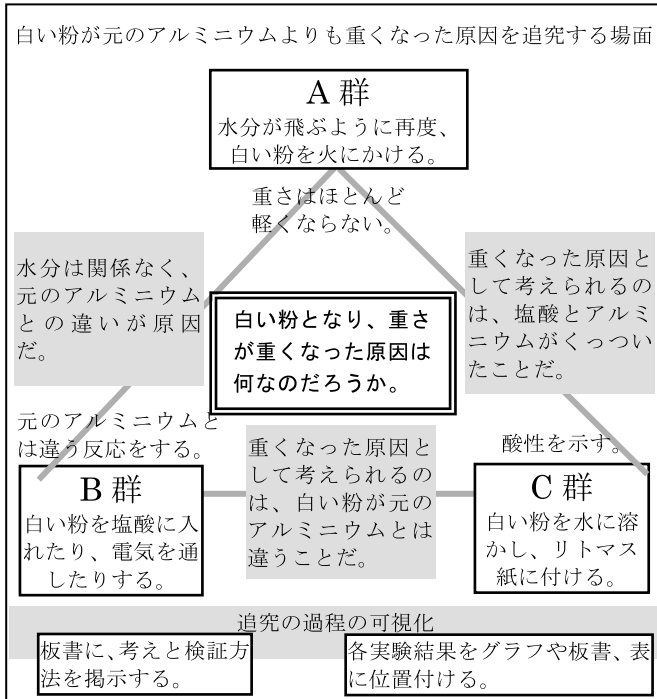 白い粉が元のアルミニウムよりも重くなった原因を追究する場面
A 群
水分が飛ぶように再度、
白い粉を火にかける。
重さはほとんど
軽くならない。
水分は関係なく、
元のアルミニウム
との違いが原因
だ。
白い粉となり、重さ
が重くなった原因は
何なのだろうか。
重くなった原因と
して考えられるの
は、塩酸とアルミ
ニウムがくっつい
たことだ。
元のアルミニウムと
は違う反応をする。
B 群
白い粉を塩酸に入
れたり、電気を通
したりする。
重くなった原因と
して考えられるの
は、白い粉が元の
アルミニウムとは
違うことだ。
酸性を示す。
C 群
白い粉を水に溶
かし、リトマス
紙に付ける。
追究の過程の可視化
板書に、考えと検証方
法を掲示する。
各実験結果をグラフや板書、表
に位置付ける。